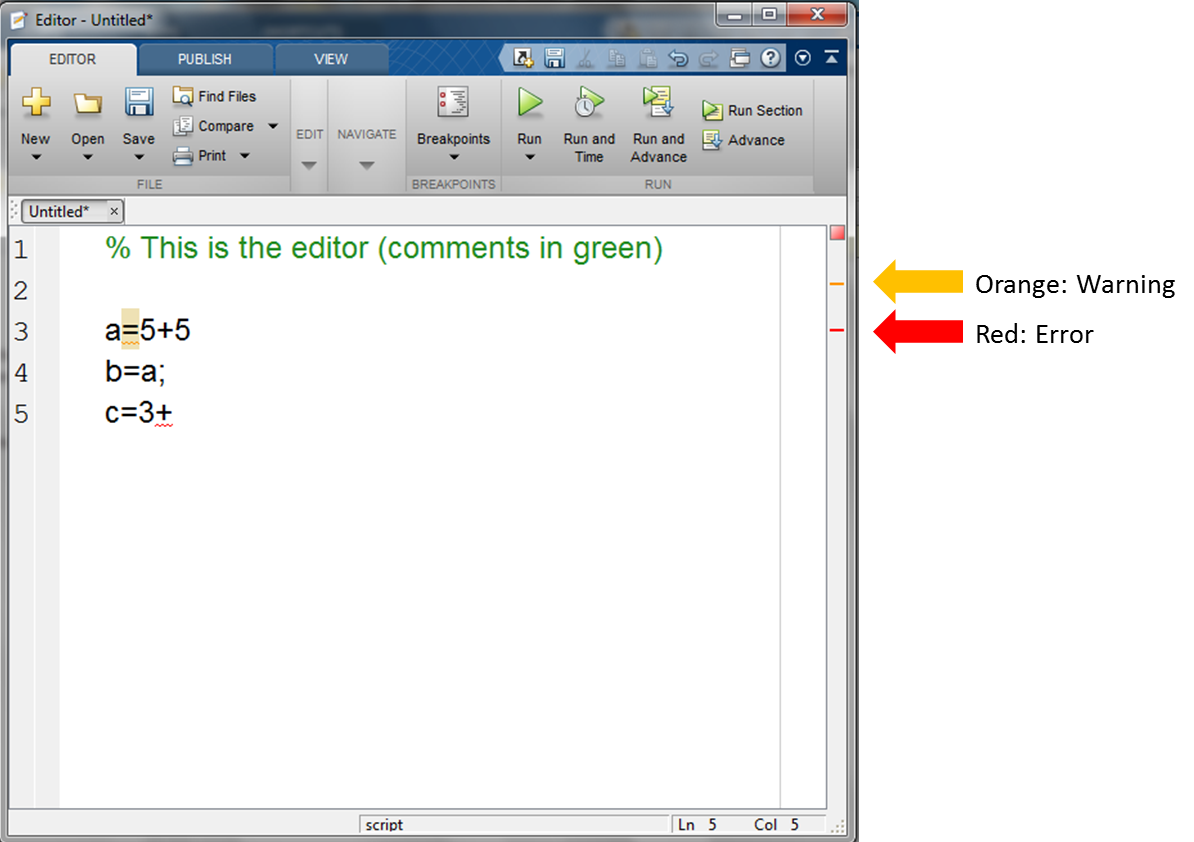 Editor - Untitled*
EDITOR PUBLISH VIEW
New Open Save Find Files Compare Print
FILE
EDIT
NAVIGATE
Breakpoints
BREAKPOINTS
Run Run and Time Run and Advance Run Section Advance
RUN
Untitled* ×
1 % This is the editor (comments in green)
2
3 a=5+5
4 b=a;
5 c=3+
Orange: Warning
Red: Error
script Ln 5 Col 5